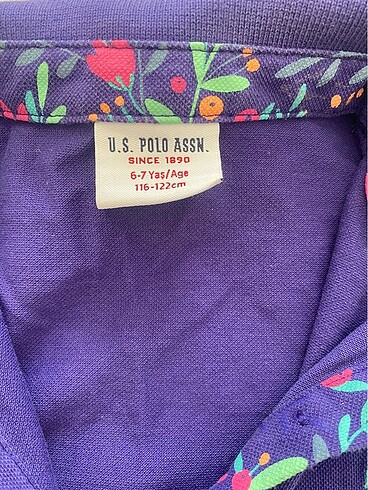 U.S. POLO ASSN.
SINCE 1890
6-7 Yaş/Age
116-122cm